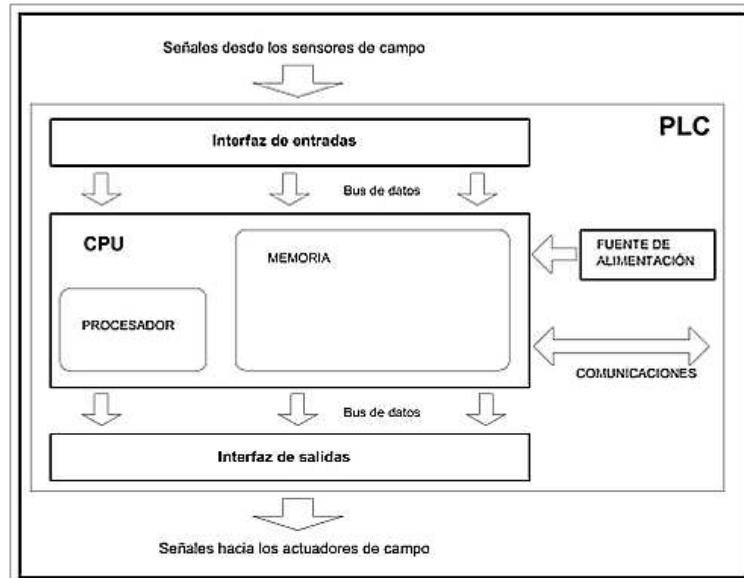 Señales desde los sensores de campo
PLC
Interfaz de entradas
Bus de datos
CPU
MEMORIA
FUENTE DE
ALIMENTACIÓN
PROCESADOR
COMUNICACIONES
Bus de datos
Interfaz de salidas
Señales hacia los actuadores de campo